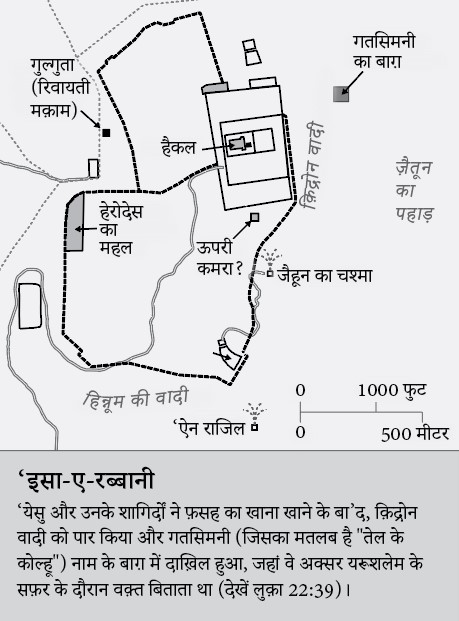 गतसिमनी
का बाग़
गुल्गुता
(रिवायती
मक़ाम)
हैकल
क़िद्रोन वादी
ज़ैतून
का
पहाड़
हेरोदेस
का
महल
ऊपरी
कमरा?
जैहून का चश्मा
हिन्नूम की वादी
‘ऐन राजिल
0 1000 फुट
0 500 मीटर
‘इसा-ए-रब्बानी
‘येसु और उनके शागिर्दों ने फ़सह का खाना खाने के बा’द, क़िद्रोन
वादी को पार किया और गतसिमनी (जिसका मतलब है "तेल के
कोल्हू") नाम के बाग़ में दाख़िल हुआ, जहां वे अक्सर यरूशलेम के
सफ़र के दौरान वक़्त बिताता था (देखें लुक़ा 22:39)।